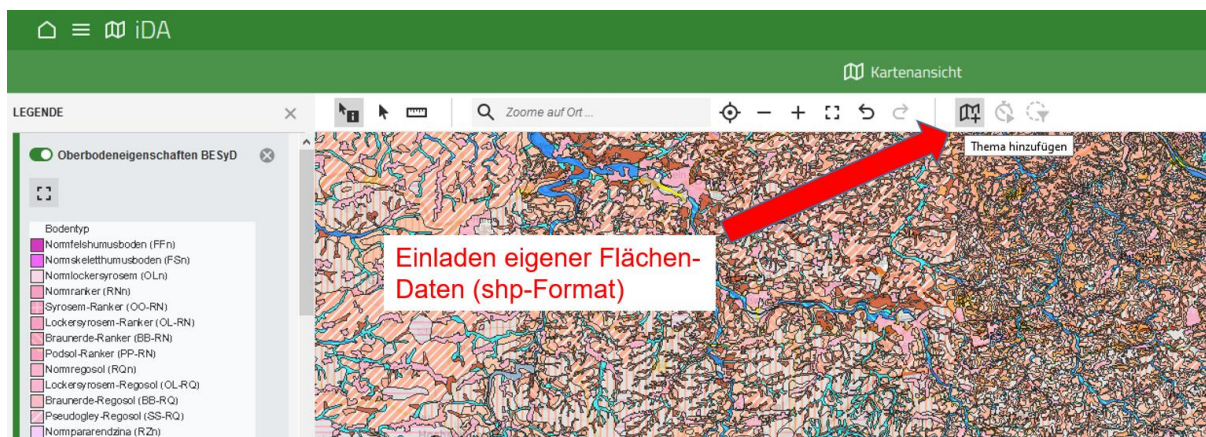 iDA
Kartenansicht
LEGENDE
Zoome auf Ort ...
Thema hinzufügen
Oberbodeneigenschaften BESyD
Einladen eigener Flächen-
Daten (shp-Format)
Bodentyp
Normfelshumusboden (FFn)
Normskeletthumusboden (FSn)
Normlockersyrosem (OLn)
Normranker (RNn)
Syrosem-Ranker (OO-RN)
Lockersyrosem-Ranker (OL-RN)
Braunerde-Ranker (BB-RN)
Podsol-Ranker (PP-RN)
Normregosol (RQn)
Lockersyrosem-Regosol (OL-RQ)
Braunerde-Regosol (BB-RQ)
Pseudogley-Regosol (SS-RQ)
Normpararendzina (RZn)